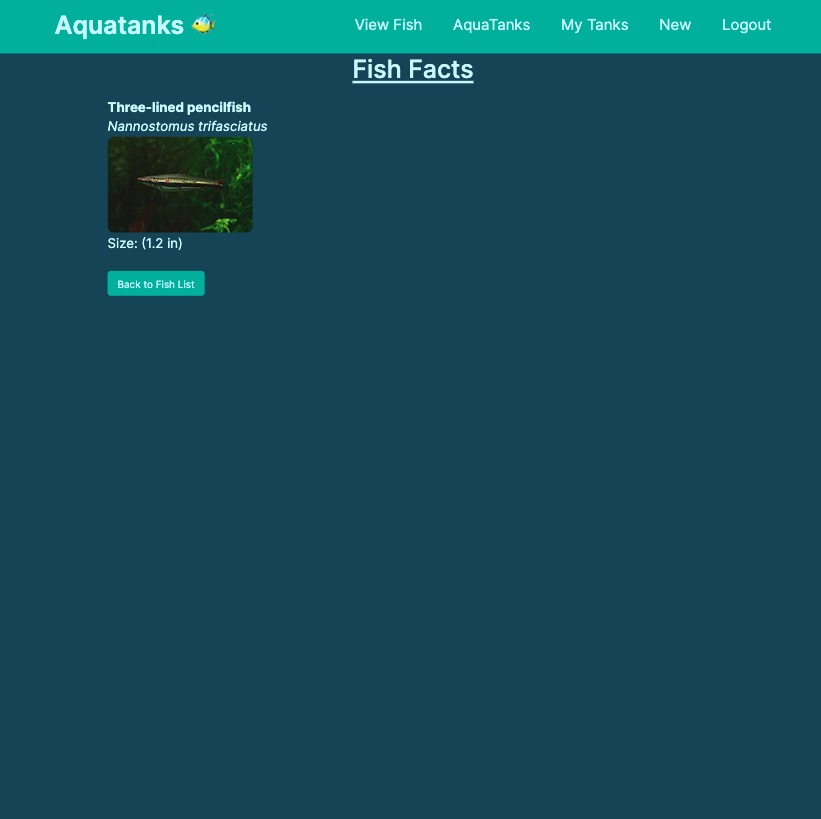 Aquatanks 🐠
View Fish AquaTanks My Tanks New Logout
Fish Facts
Three-lined pencilfish
Nannostomus trifasciatus
Size: (1.2 in)
Back to Fish List